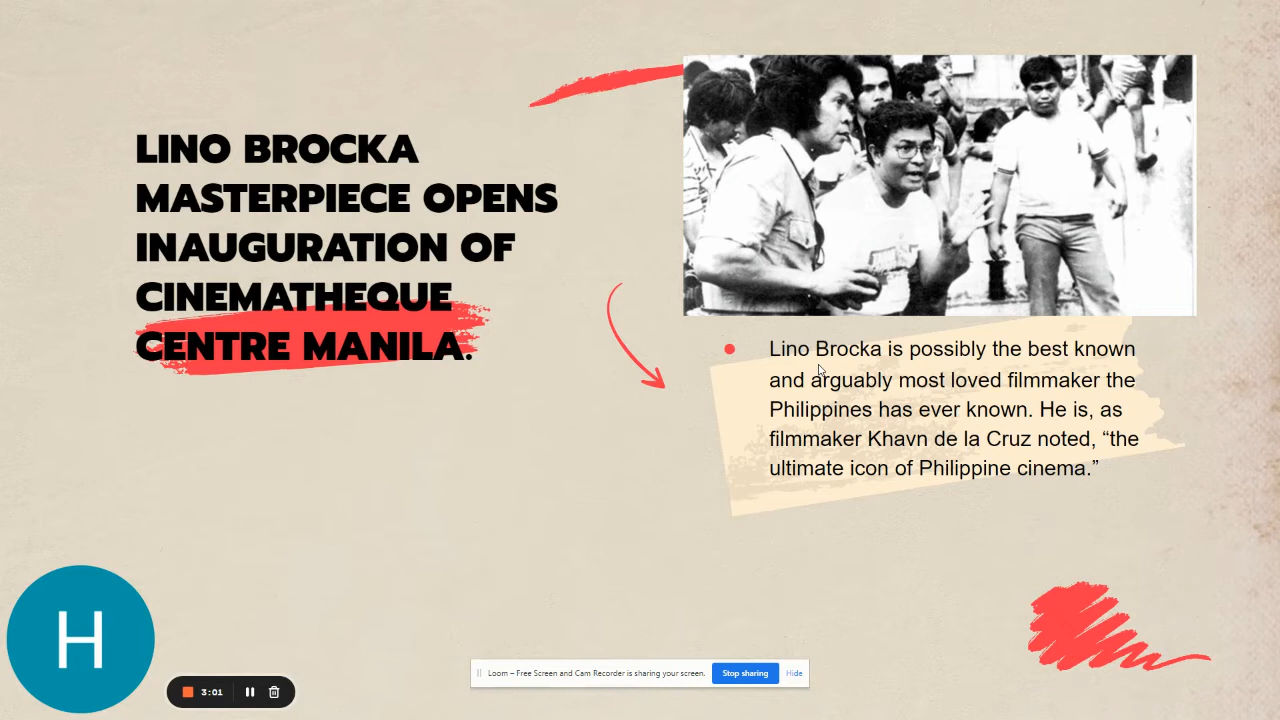 LINO BROCKA
MASTERPIECE OPENS
INAUGURATION OF
CINEMATHEQUE
CENTRE MANILA.
Lino Brocka is possibly the best known
and arguably most loved filmmaker the
Philippines has ever known. He is, as
filmmaker Khavn de la Cruz noted, “the
ultimate icon of Philippine cinema.”
H
3:01
Loom – Free Screen and Cam Recorder is sharing your screen.
Stop sharing
Hide